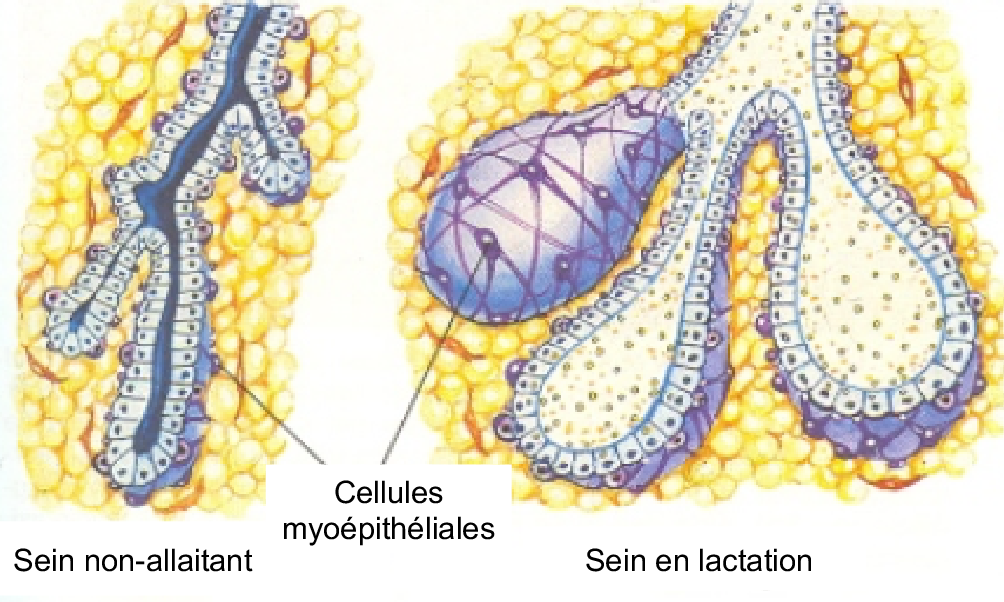 Cellules
myoépithéliales
Sein non-allaitant
Sein en lactation